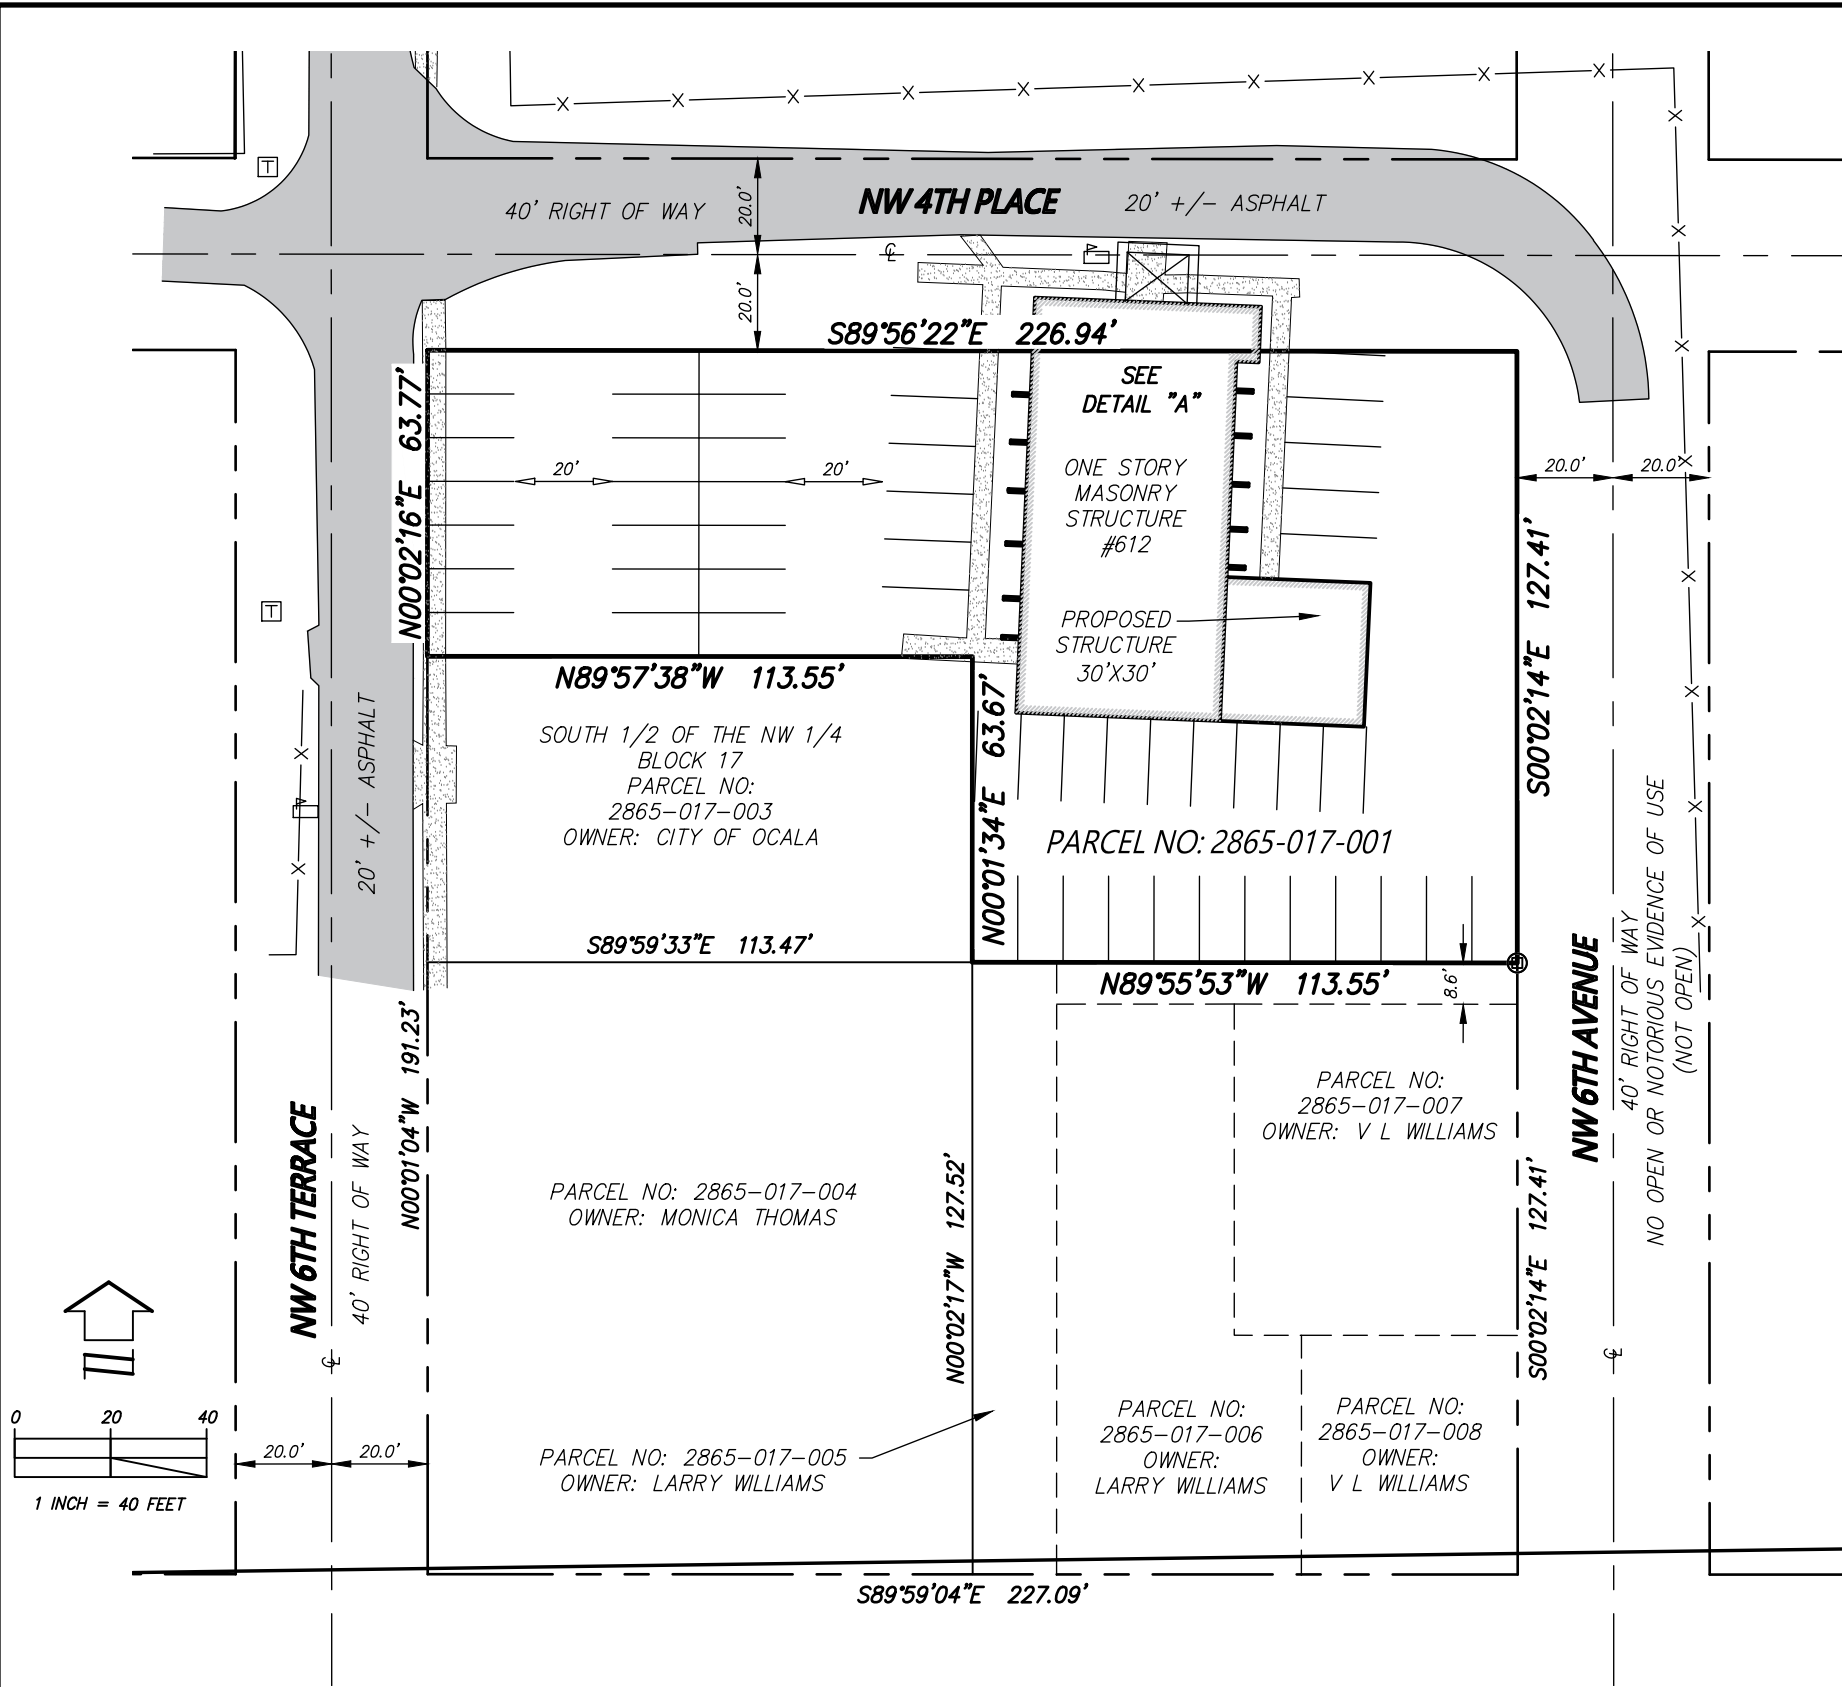 40' RIGHT OF WAY
20.0'
NW 4TH PLACE
20' +/- ASPHALT
20.0'
S89°56'22"E 226.94'
N00°02'16"E 63.77'
20'
20'
SEE
DETAIL "A"
ONE STORY
MASONRY
STRUCTURE
#612
PROPOSED
STRUCTURE
30'X30'
20.0'
20.0'
S00°02'14"E 127.41'
N89°57'38"W 113.55'
SOUTH 1/2 OF THE NW 1/4
BLOCK 17
PARCEL NO:
2865-017-003
OWNER: CITY OF OCALA
20' +/- ASPHALT
N00°01'34"E 63.67'
PARCEL NO: 2865-017-001
S89°59'33"E 113.47'
N89°55'53"W 113.55'
8.6'
NW 6TH AVENUE
40' RIGHT OF WAY
NO OPEN OR NOTORIOUS EVIDENCE OF USE
(NOT OPEN)
N00°01'04"W 191.23'
NW 6TH TERRACE
40' RIGHT OF WAY
PARCEL NO:
2865-017-007
OWNER: V L WILLIAMS
PARCEL NO: 2865-017-004
OWNER: MONICA THOMAS
N00°02'17"W 127.52'
S00°02'14"E 127.41'
PARCEL NO: 2865-017-005
OWNER: LARRY WILLIAMS
PARCEL NO:
2865-017-006
OWNER:
LARRY WILLIAMS
PARCEL NO:
2865-017-008
OWNER:
V L WILLIAMS
0 20 40
1 INCH = 40 FEET
20.0'
20.0'
S89°59'04"E 227.09'